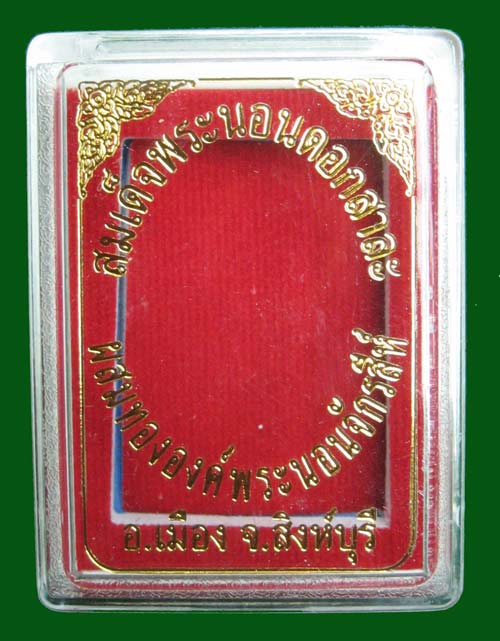 สมเด็จพระนอนดอกสาละ
ผสมทององค์พระนอนจักรสีห์
อ.เมือง จ.สิงห์บุรี